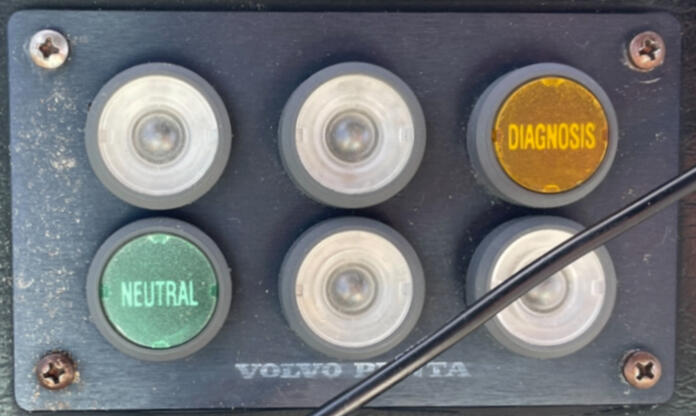 DIAGNOSIS
NEUTRAL
VOLVO PENTA